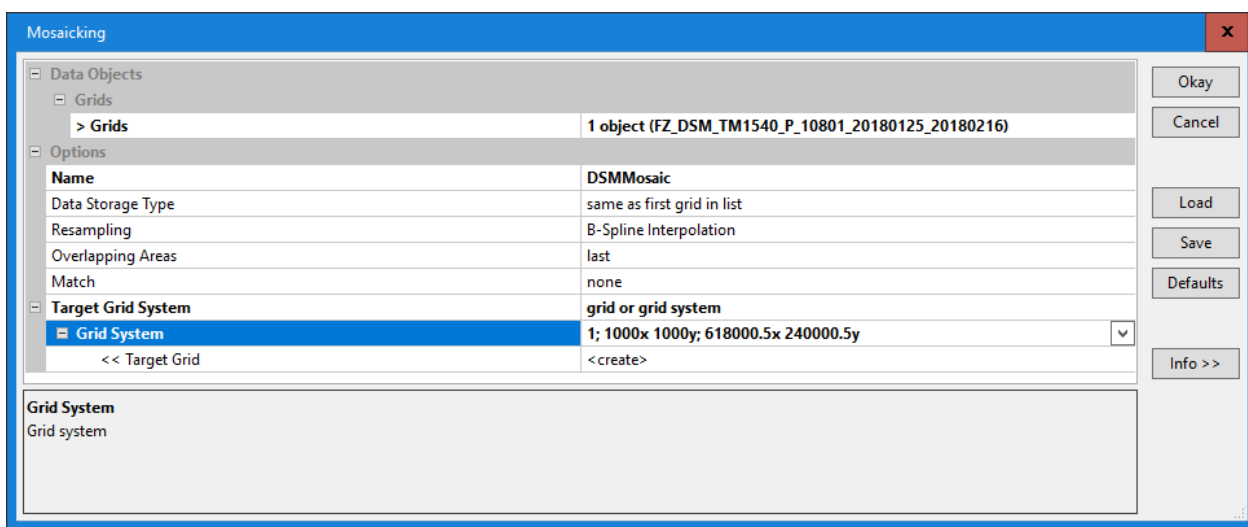 Mosaicking
x
Data Objects
Grids
> Grids 1 object (FZ_DSM_TM1540_P_10801_20180125_20180216)
Options
Name DSMMosaic
Data Storage Type same as first grid in list
Resampling B-Spline Interpolation
Overlapping Areas last
Match none
Target Grid System grid or grid system
Grid System 1; 1000x 1000y; 618000.5x 240000.5y
<< Target Grid <create>
Okay
Cancel
Load
Save
Defaults
Info >>
Grid System
Grid system